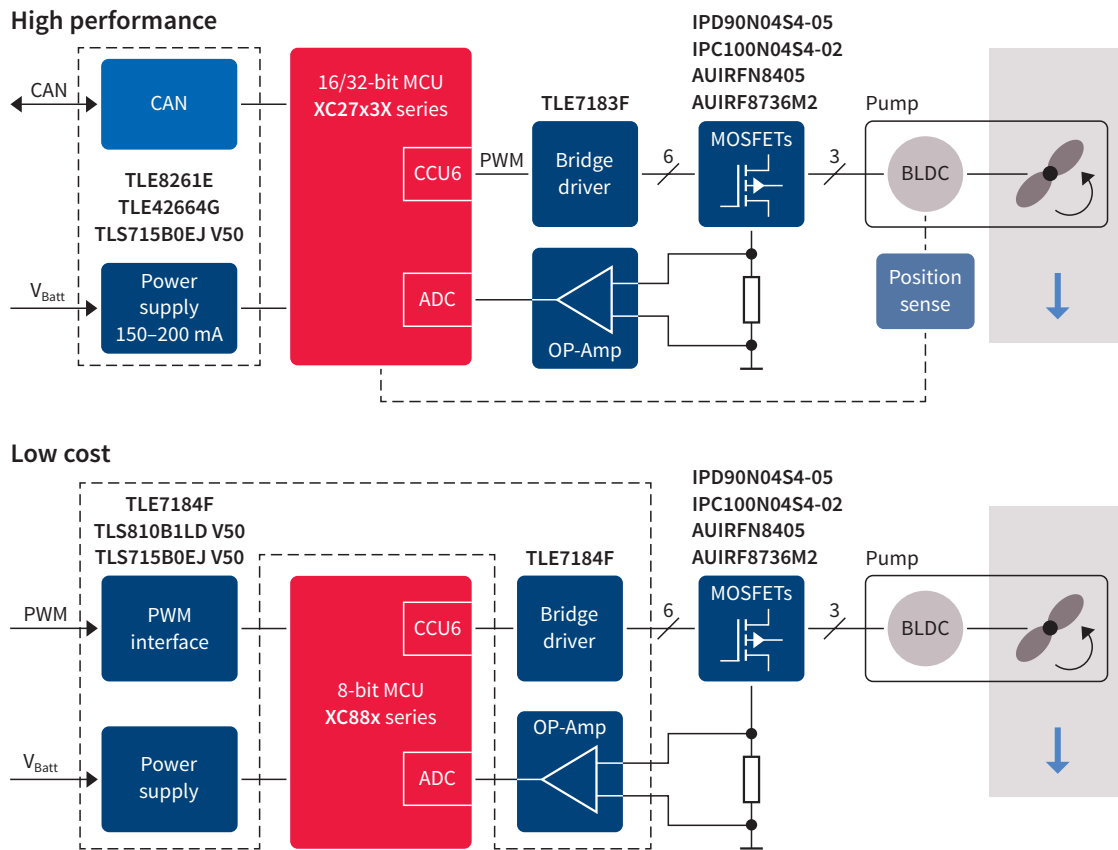 High performance
CAN
CAN
TLE8261E
TLE42664G
TLS715B0EJ V50
V Batt
Power
supply
150–200 mA
16/32-bit MCU
XC27x3X series
CCU6
ADC
PWM
TLE7183F
Bridge
driver
OP-Amp
6
IPD90N04S4-05
IPC100N04S4-02
AUIRFN8405
AUIRF8736M2
MOSFETs
3
Pump
BLDC
Position
sense
Low cost
TLE7184F
TLS810B1LD V50
TLS715B0EJ V50
PWM
PWM
interface
V Batt
Power
supply
8-bit MCU
XC88x series
CCU6
ADC
TLE7184F
Bridge
driver
OP-Amp
6
IPD90N04S4-05
IPC100N04S4-02
AUIRFN8405
AUIRF8736M2
MOSFETs
3
Pump
BLDC